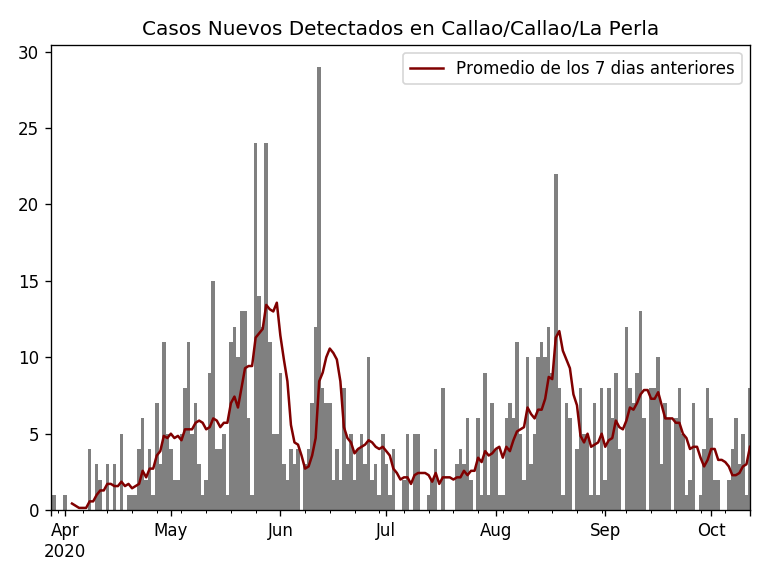 Casos Nuevos Detectados en Callao/Callao/La Perla
Promedio de los 7 dias anteriores
30
25
20
15
10
5
0
Apr May Jun Jul Aug Sep Oct
2020